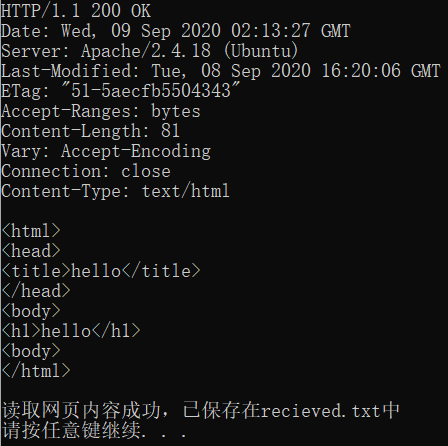 HTTP/1.1 200 OK
Date: Wed, 09 Sep 2020 02:13:27 GMT
Server: Apache/2.4.18 (Ubuntu)
Last-Modified: Tue, 08 Sep 2020 16:20:06 GMT
ETag: "51-5aecfb5504343"
Accept-Ranges: bytes
Content-Length: 81
Vary: Accept-Encoding
Connection: close
Content-Type: text/html

<html>
<head>
<title>hello</title>
</head>
<body>
<h1>hello</h1>
<body>
</html>

读取网页内容成功，已保存在recieved.txt中
请按任意键继续. . .